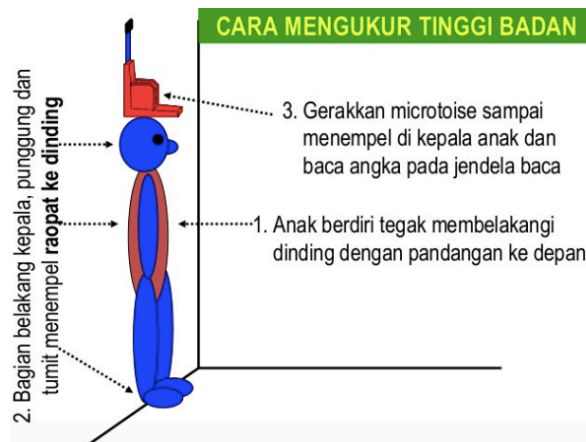 CARA MENGUKUR TINGGI BADAN
3. Gerakkan microtoise sampai
menempel di kepala anak dan
baca angka pada jendela baca
1. Anak berdiri tegak membelakangi
dinding dengan pandangan ke depan
2. Bagian belakang kepala, punggung dan
tumit menempel raopat ke dinding